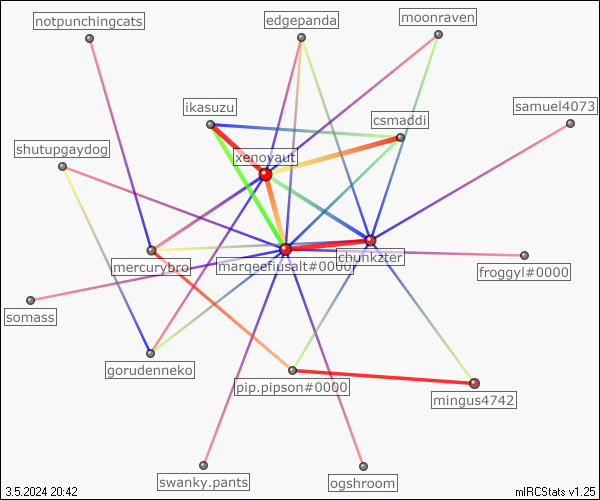 moonraven
notpunchingcats
edgepanda
ikasuzu
samuel4073
csmaddi
shutupgaydog
xenoyaut
chunkzter
mercurybro
marqeefiusalt#0000
froggyl#0000
somass
gorudenneko
pip.pipson#0000
mingus4742
swanky.pants
ogshroom
3.5.2024 20:42
mIRCStats v1.25